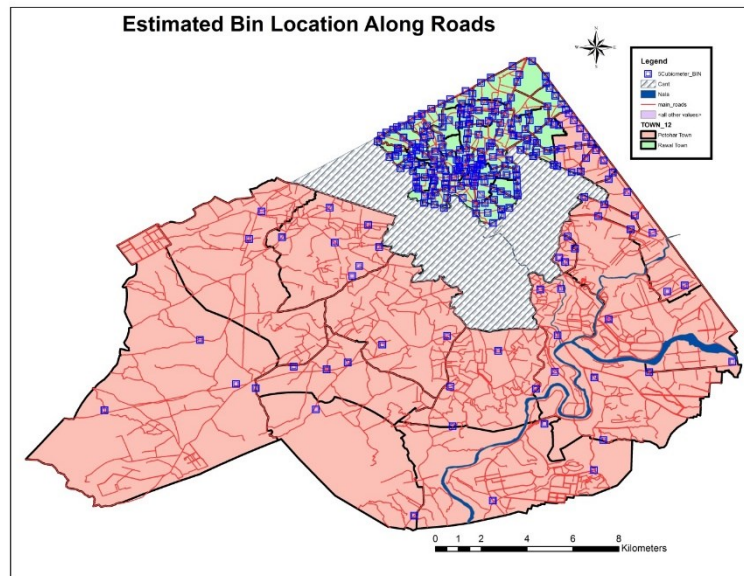 Estimated Bin Location Along Roads
N
Legend
5Cubicmeter_BIN
Cant
Nala
main_roads
<all other values>
TOWN_12
Potohar Town
Rawal Town
0 1 2 4 6 8
Kilometers